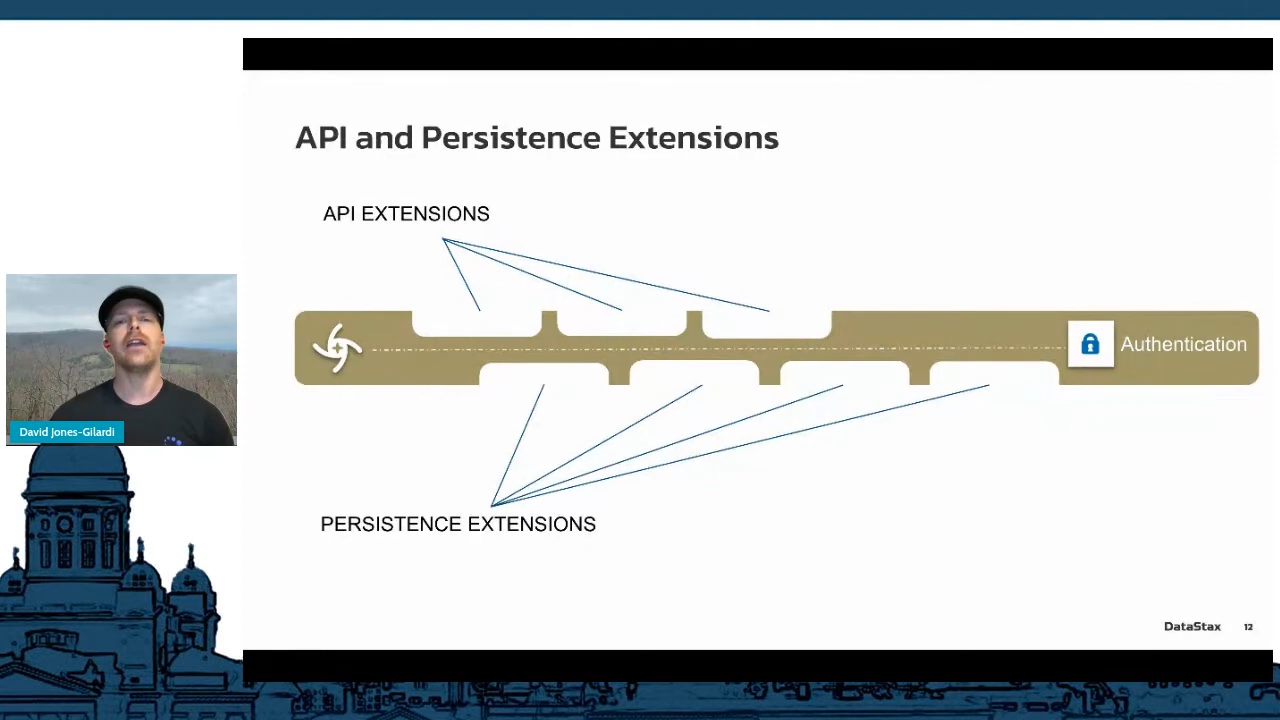 API and Persistence Extensions
API EXTENSIONS
Authentication
David Jones-Gilardi
PERSISTENCE EXTENSIONS
DataStax 12